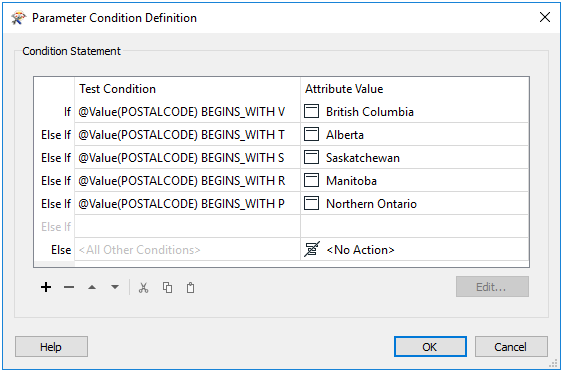 Parameter Condition Definition
Condition Statement
Test Condition Attribute Value
If @Value(POSTALCODE) BEGINS_WITH V British Columbia
Else If @Value(POSTALCODE) BEGINS_WITH T Alberta
Else If @Value(POSTALCODE) BEGINS_WITH S Saskatchewan
Else If @Value(POSTALCODE) BEGINS_WITH R Manitoba
Else If @Value(POSTALCODE) BEGINS_WITH P Northern Ontario
Else If
Else <All Other Conditions> <No Action>
Edit...
Help OK Cancel